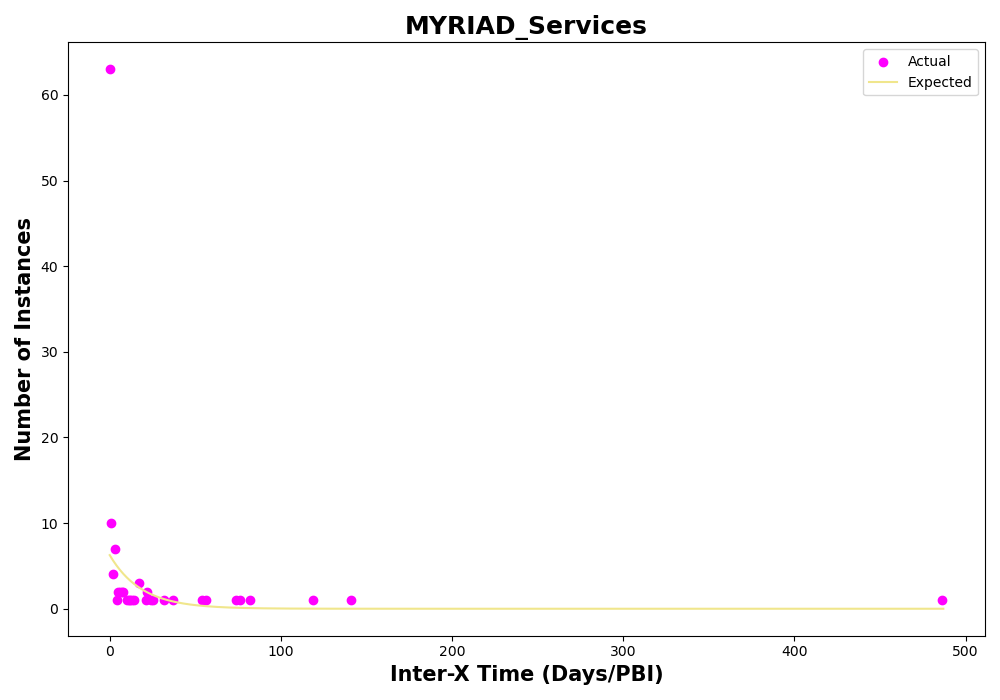 MYRIAD_Services
Actual
Expected
60
50
40
30
20
10
0
Number of Instances
0 100 200 300 400 500
Inter-X Time (Days/PBI)